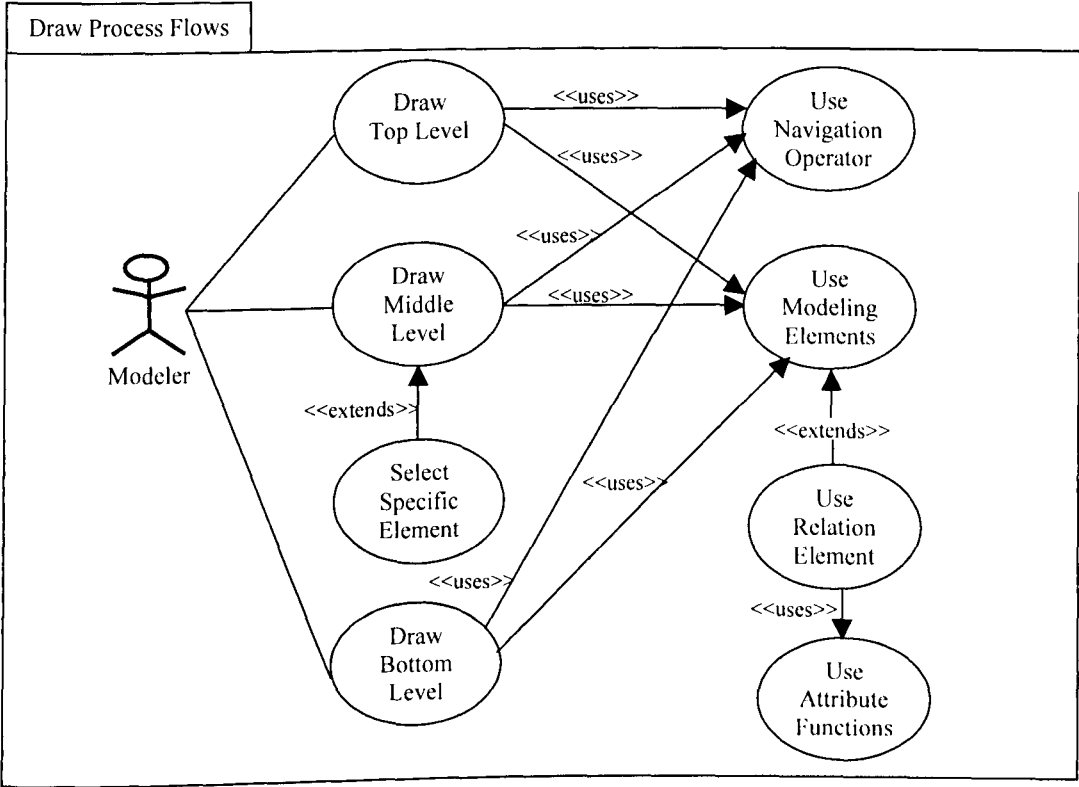 Draw Process Flows
Draw
Top Level
<<uses>>
Use
Navigation
Operator
<<uses>>
<<uses>>
Draw
Middle
Level
<<uses>>
Use
Modeling
Elements
Modeler
<<extends>>
<<extends>>
Select
Specific
Element
<<uses>>
Use
Relation
Element
<<uses>>
<<uses>>
Draw
Bottom
Level
Use
Attribute
Functions